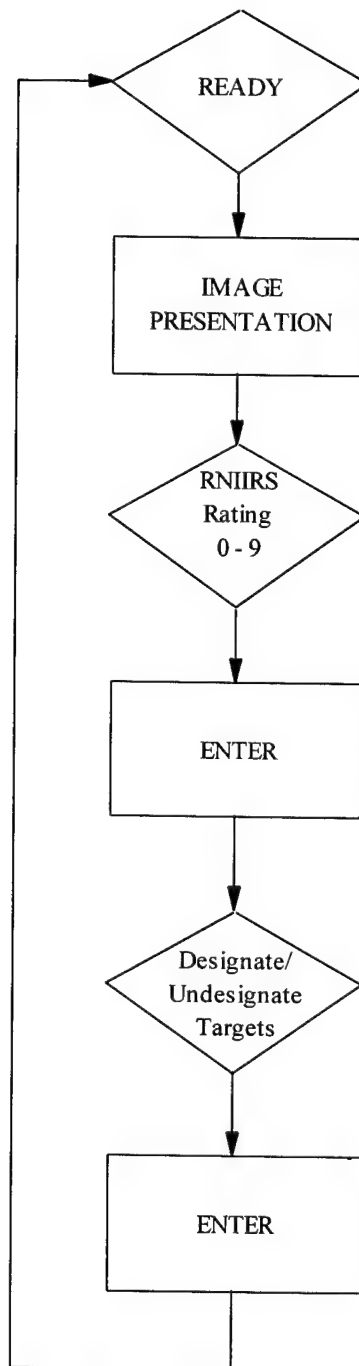 READY
IMAGE
PRESENTATION
RNIIRS
Rating
0 - 9
ENTER
Designate/
Undesignate
Targets
ENTER